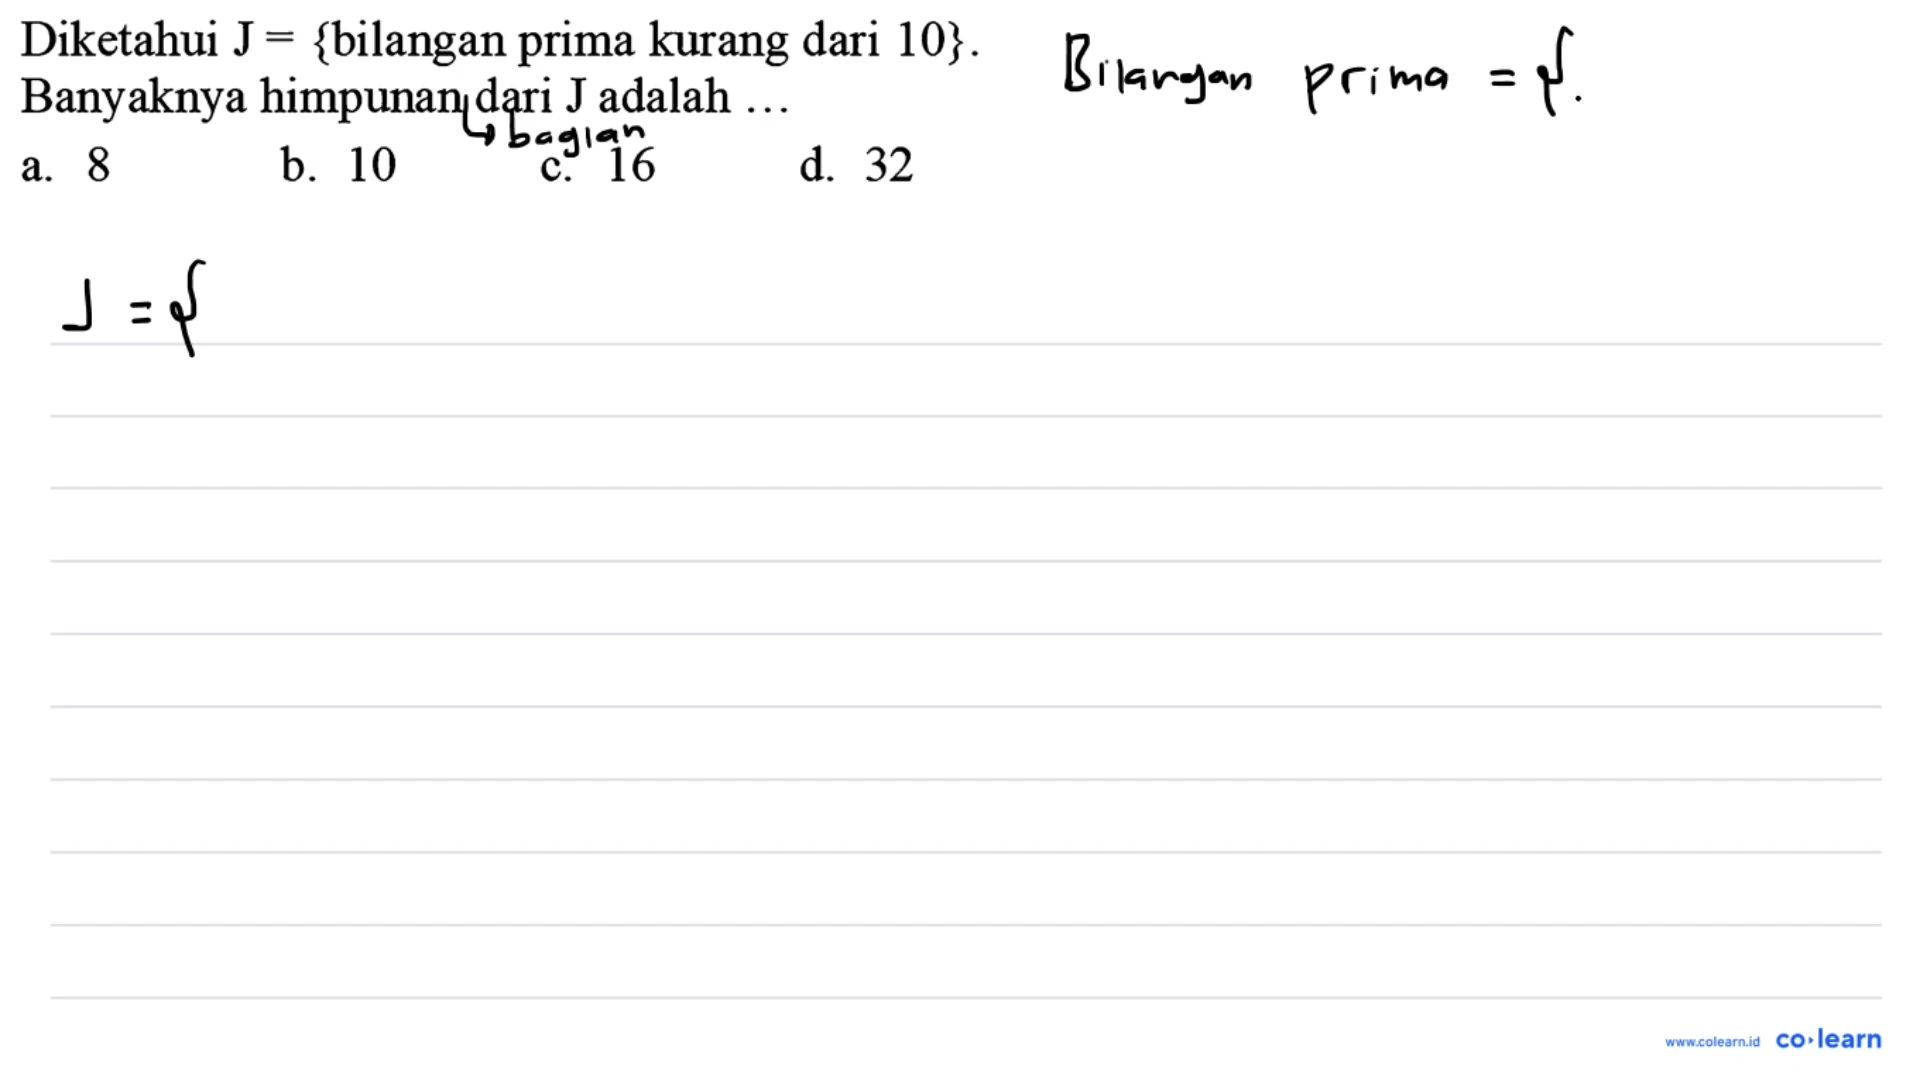 Diketahui J = {bilangan prima kurang dari 10}.
Banyaknya himpunan dari J adalah ...
bagian
a. 8 b. 10 c. 16 d. 32
Bilangan prima = {.
J = {
www.colearn.id co learn